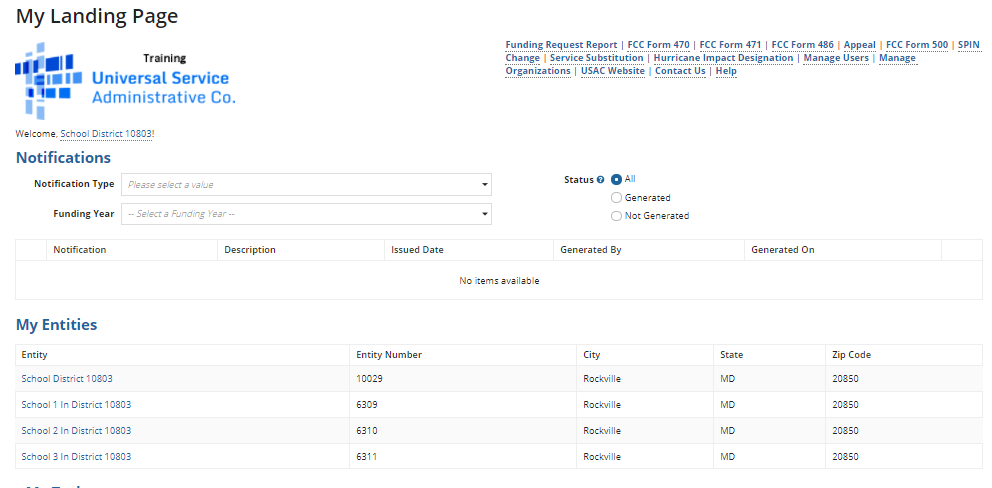 My Landing Page
Training
Universal Service
Administrative Co.
Funding Request Report | FCC Form 470 | FCC Form 471 | FCC Form 486 | Appeal | FCC Form 500 | SPIN
Change | Service Substitution | Hurricane Impact Designation | Manage Users | Manage
Organizations | USAC Website | Contact Us | Help
Welcome, School District 10803!
Notifications
Notification Type Please select a value
Funding Year -- Select a Funding Year --
Status ? All
Generated
Not Generated
Notification Description Issued Date Generated By Generated On
No items available
My Entities
Entity Entity Number City State Zip Code
School District 10803 10029 Rockville MD 20850
School 1 In District 10803 6309 Rockville MD 20850
School 2 In District 10803 6310 Rockville MD 20850
School 3 In District 10803 6311 Rockville MD 20850